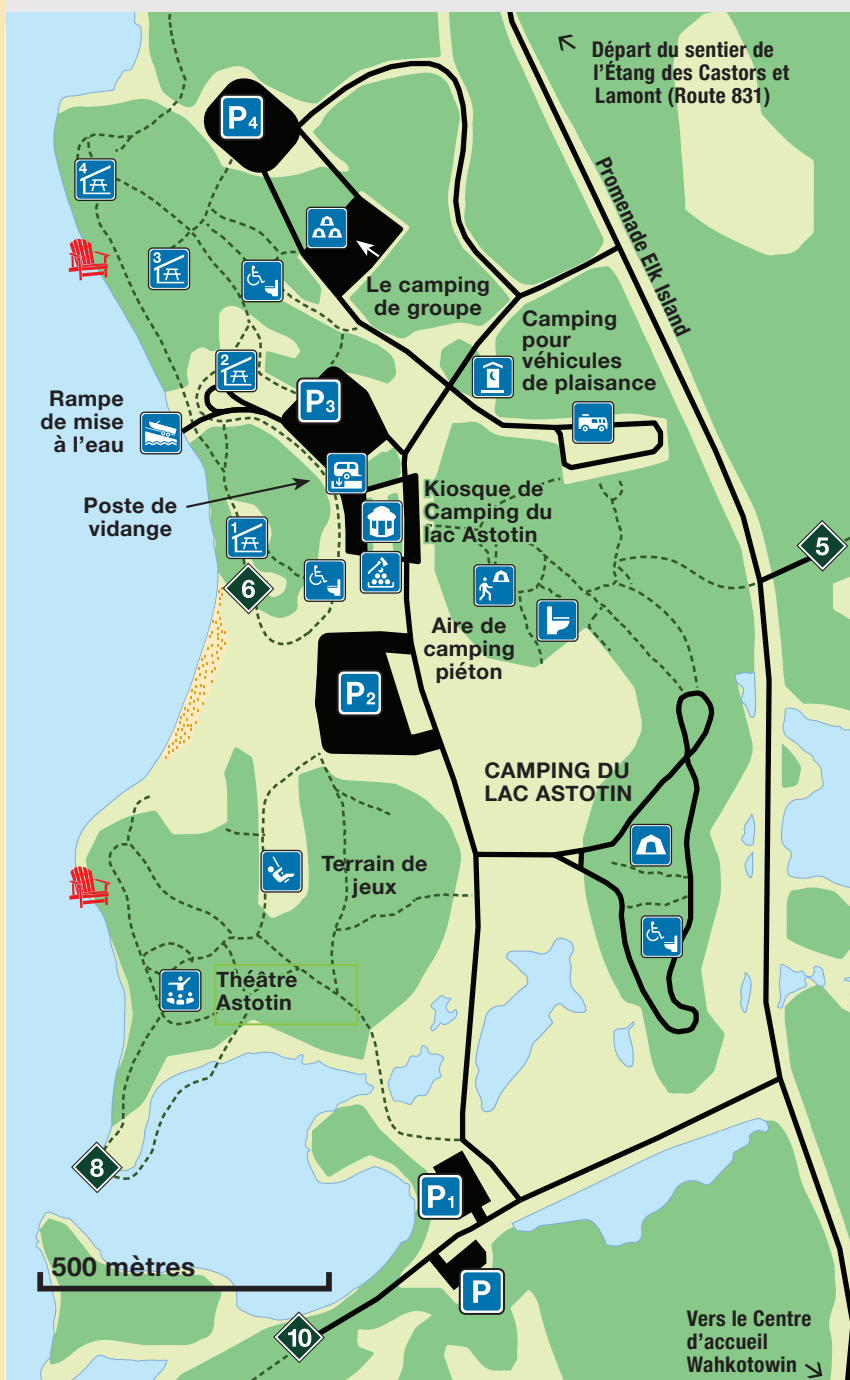 Départ du sentier de
l'Étang des Castors et
Lamont (Route 831)
P4
Promenade Elk Island
4
3
Le camping
de groupe
Camping
pour
véhicules
de plaisance
2
P3
Rampe
de mise
à l'eau
Poste de
vidange
Kiosque de
Camping du
lac Astotin
5
1
6
Aire de
camping
piéton
P2
CAMPING DU
LAC ASTOTIN
Terrain de
jeux
Théâtre
Astotin
8
P1
500 mètres
P
10
Vers le Centre
d'accueil
Wahkotowin